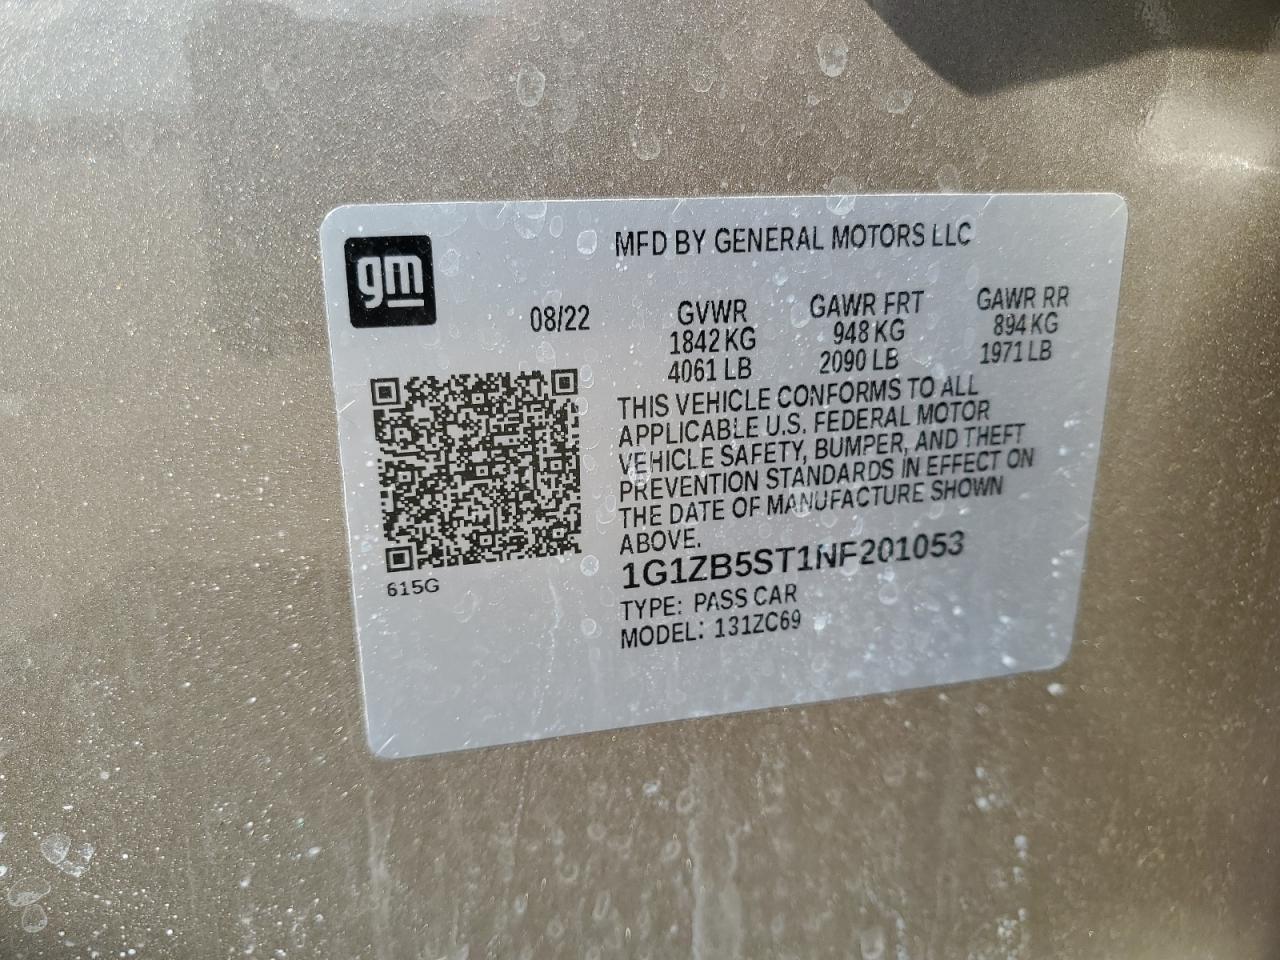 gm
MFD BY GENERAL MOTORS LLC
08/22
GVWR
1842 KG
4061 LB
GAWR FRT
948 KG
2090 LB
GAWR RR
894 KG
1971 LB
THIS VEHICLE CONFORMS TO ALL
APPLICABLE U.S. FEDERAL MOTOR
VEHICLE SAFETY, BUMPER, AND THEFT
PREVENTION STANDARDS IN EFFECT ON
THE DATE OF MANUFACTURE SHOWN
ABOVE.
1G1ZB5ST1NF201053
TYPE: PASS CAR
MODEL: 131ZC69
615G